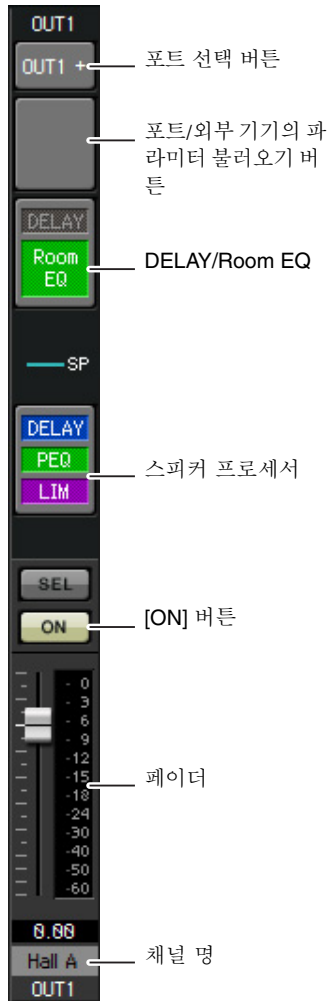 OUT1
OUT1 +
포트 선택 버튼
포트/외부 기기의 파
라미터 불러오기 버
튼
DELAY
Room
EQ
DELAY/Room EQ
SP
DELAY
PEQ
LIM
스피커 프로세서
SEL
ON
[ON] 버튼
- 0
- 3
- 6
- 9
-12
-15
-18
-24
-30
-40
-50
-60
페이더
0.00
Hall A
채널 명
OUT1